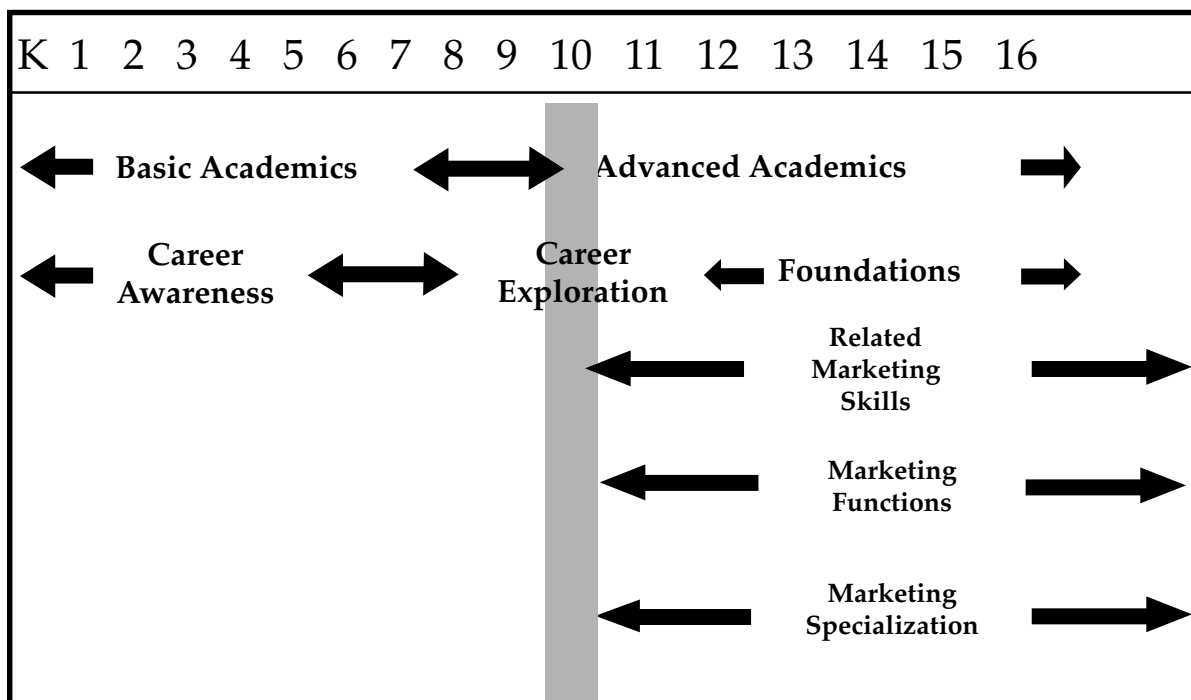 K 1 2 3 4 5 6 7 8 9 10 11 12 13 14 15 16
Basic Academics Advanced Academics
Career
Awareness
Career
Exploration
Foundations
Related
Marketing
Skills
Marketing
Functions
Marketing
Specialization